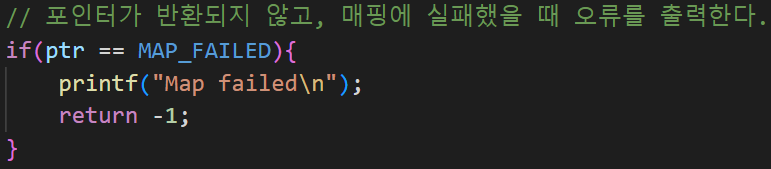 // 포인터가 반환되지 않고, 매핑에 실패했을 때 오류를 출력한다.
if(ptr == MAP_FAILED){
    printf("Map failed\n");
    return -1;
}